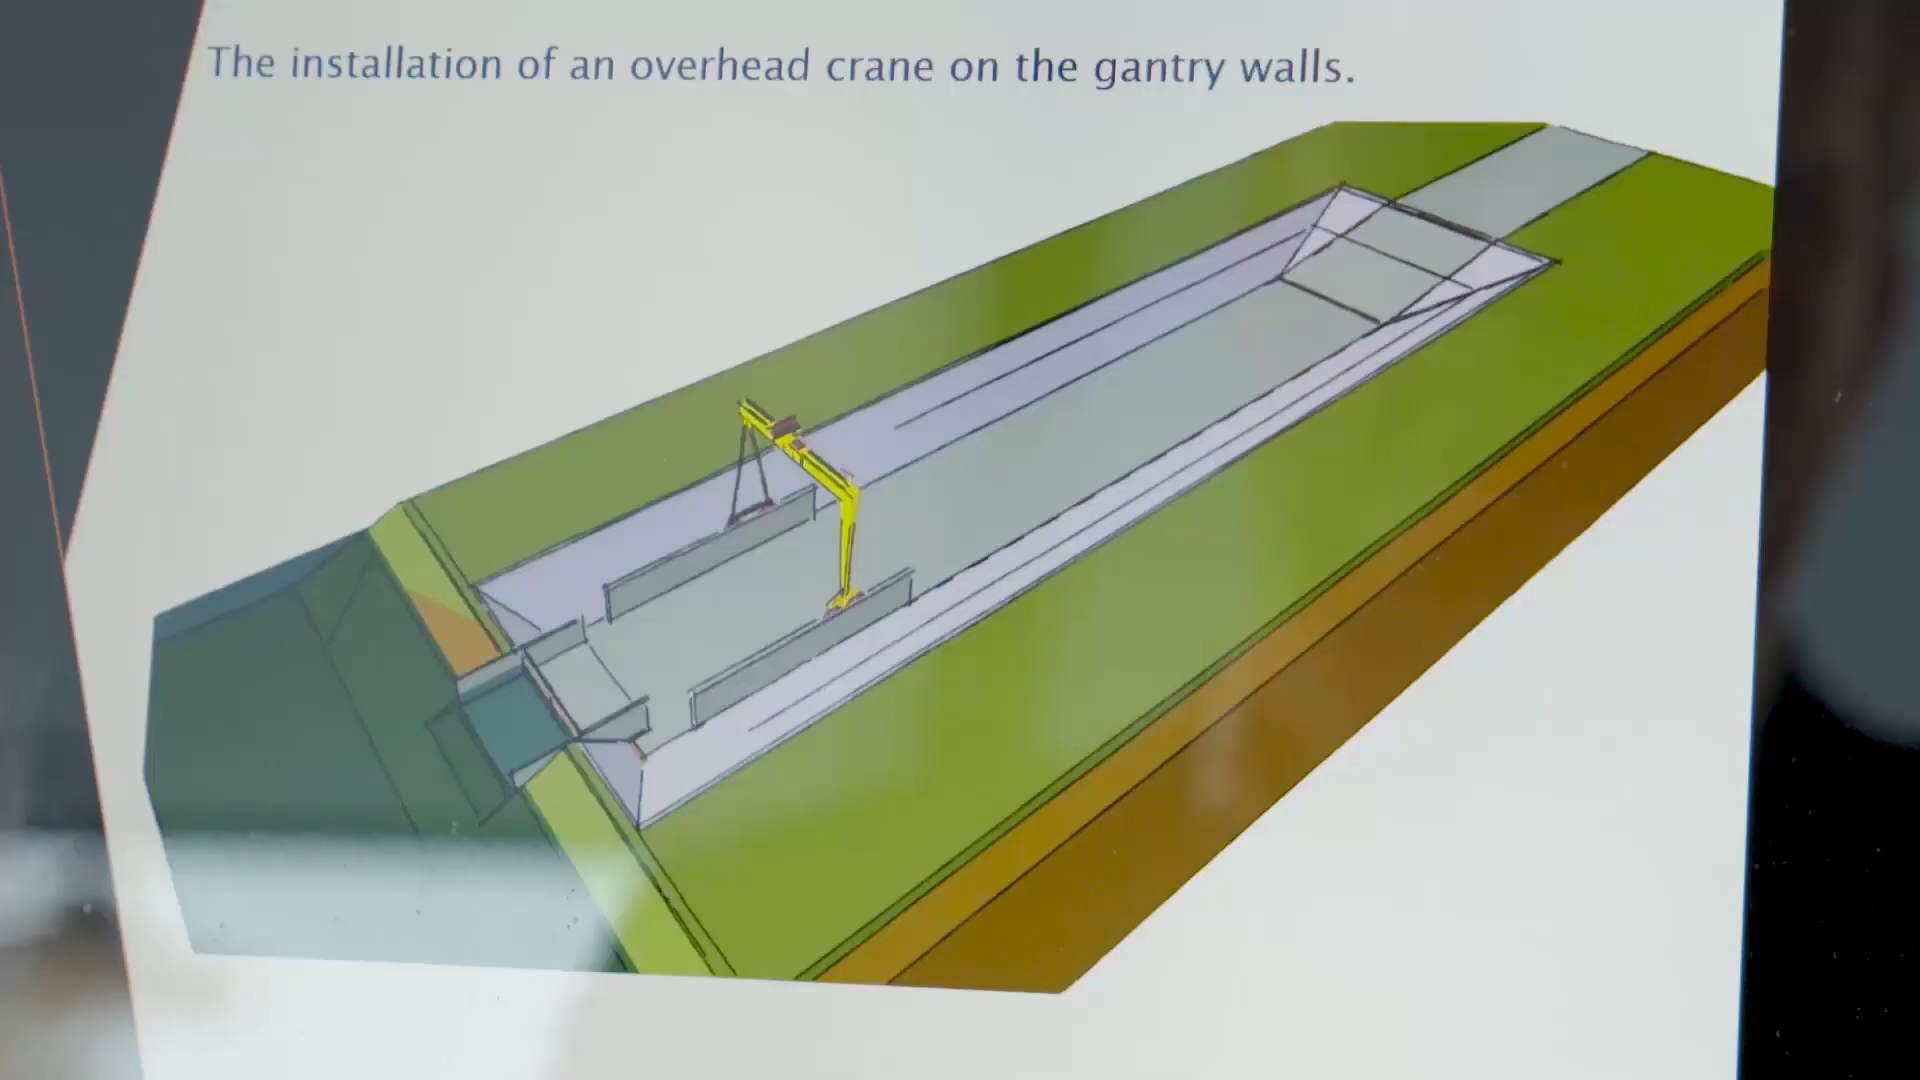 The installation of an overhead crane on the gantry walls.